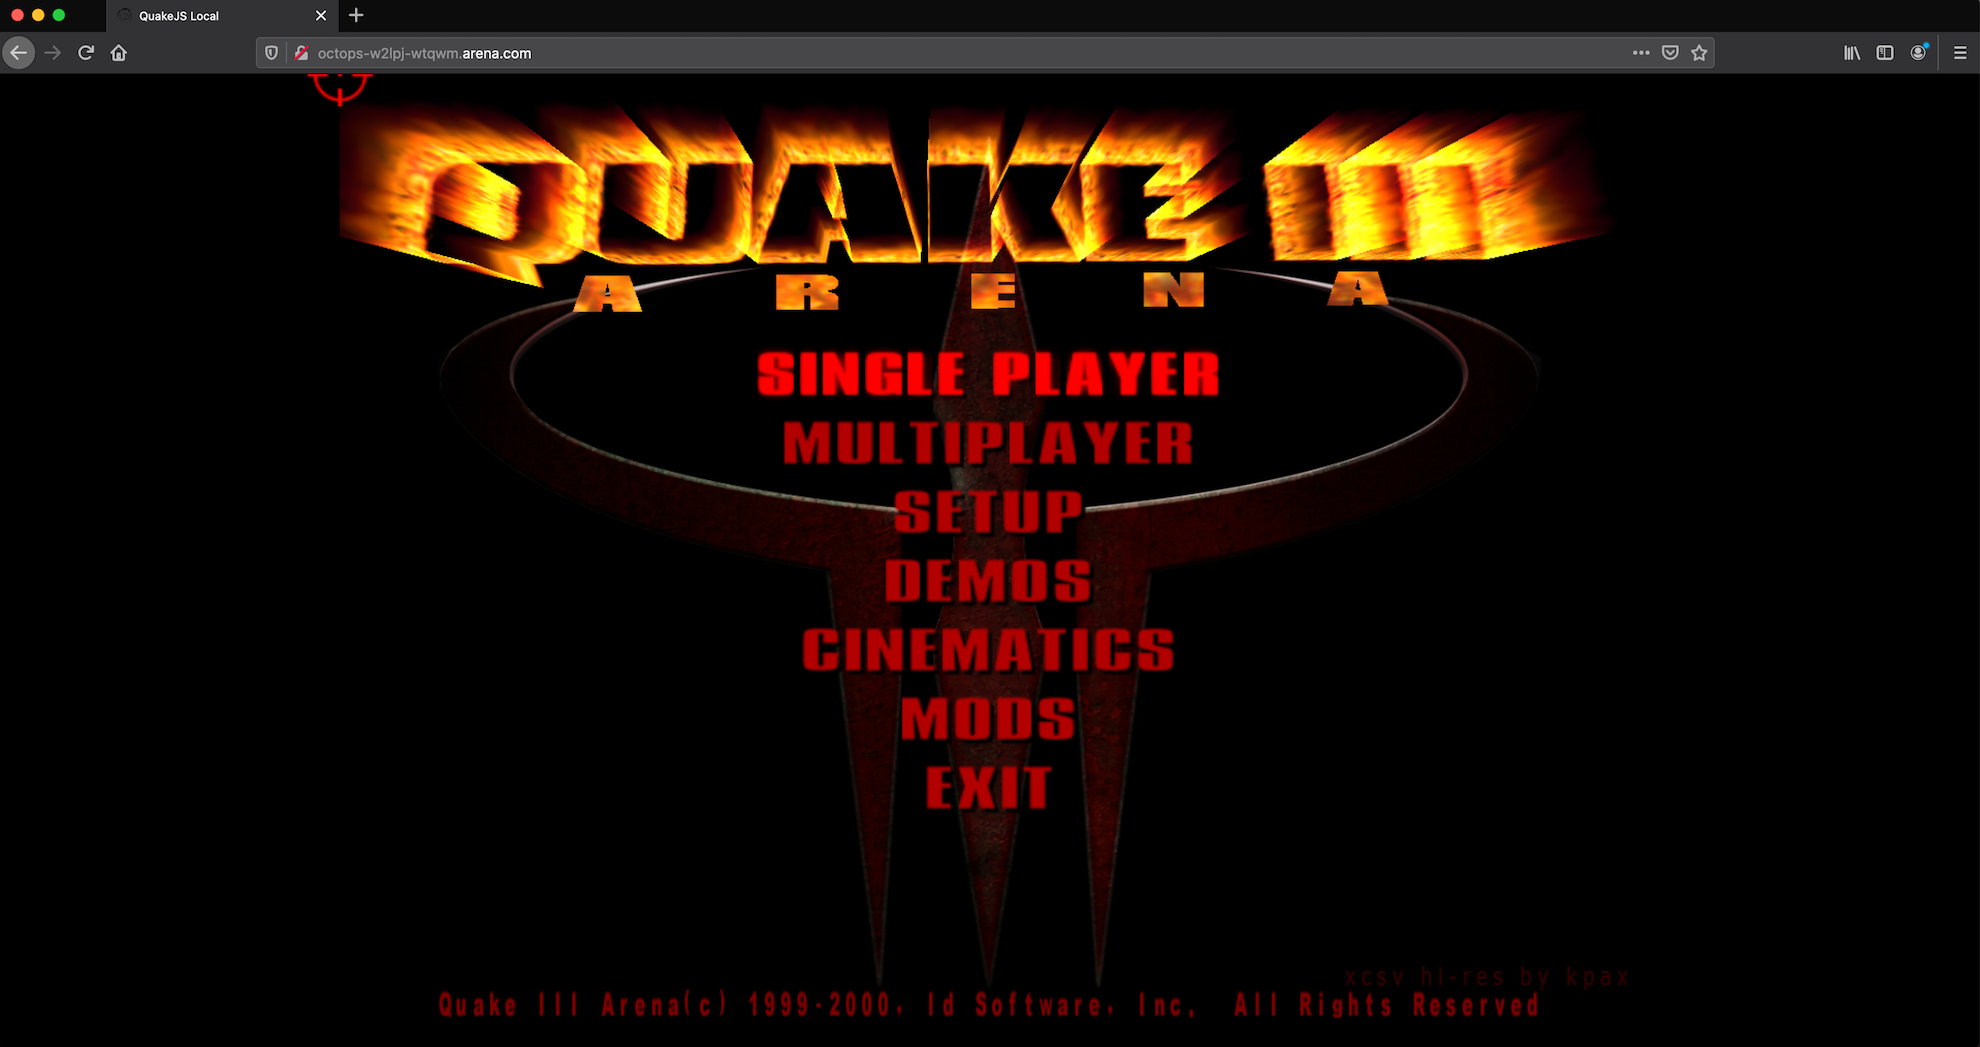 QuakeJS Local
octops-w2lpj-wtqwm.arena.com
QUAKE III
ARENA
SINGLE PLAYER
MULTIPLAYER
SETUP
DEMOS
CINEMATICS
MODS
EXIT
xcsv hi-res by kpax
Quake III Arena(c) 1999-2000, Id Software, Inc. All Rights Reserved